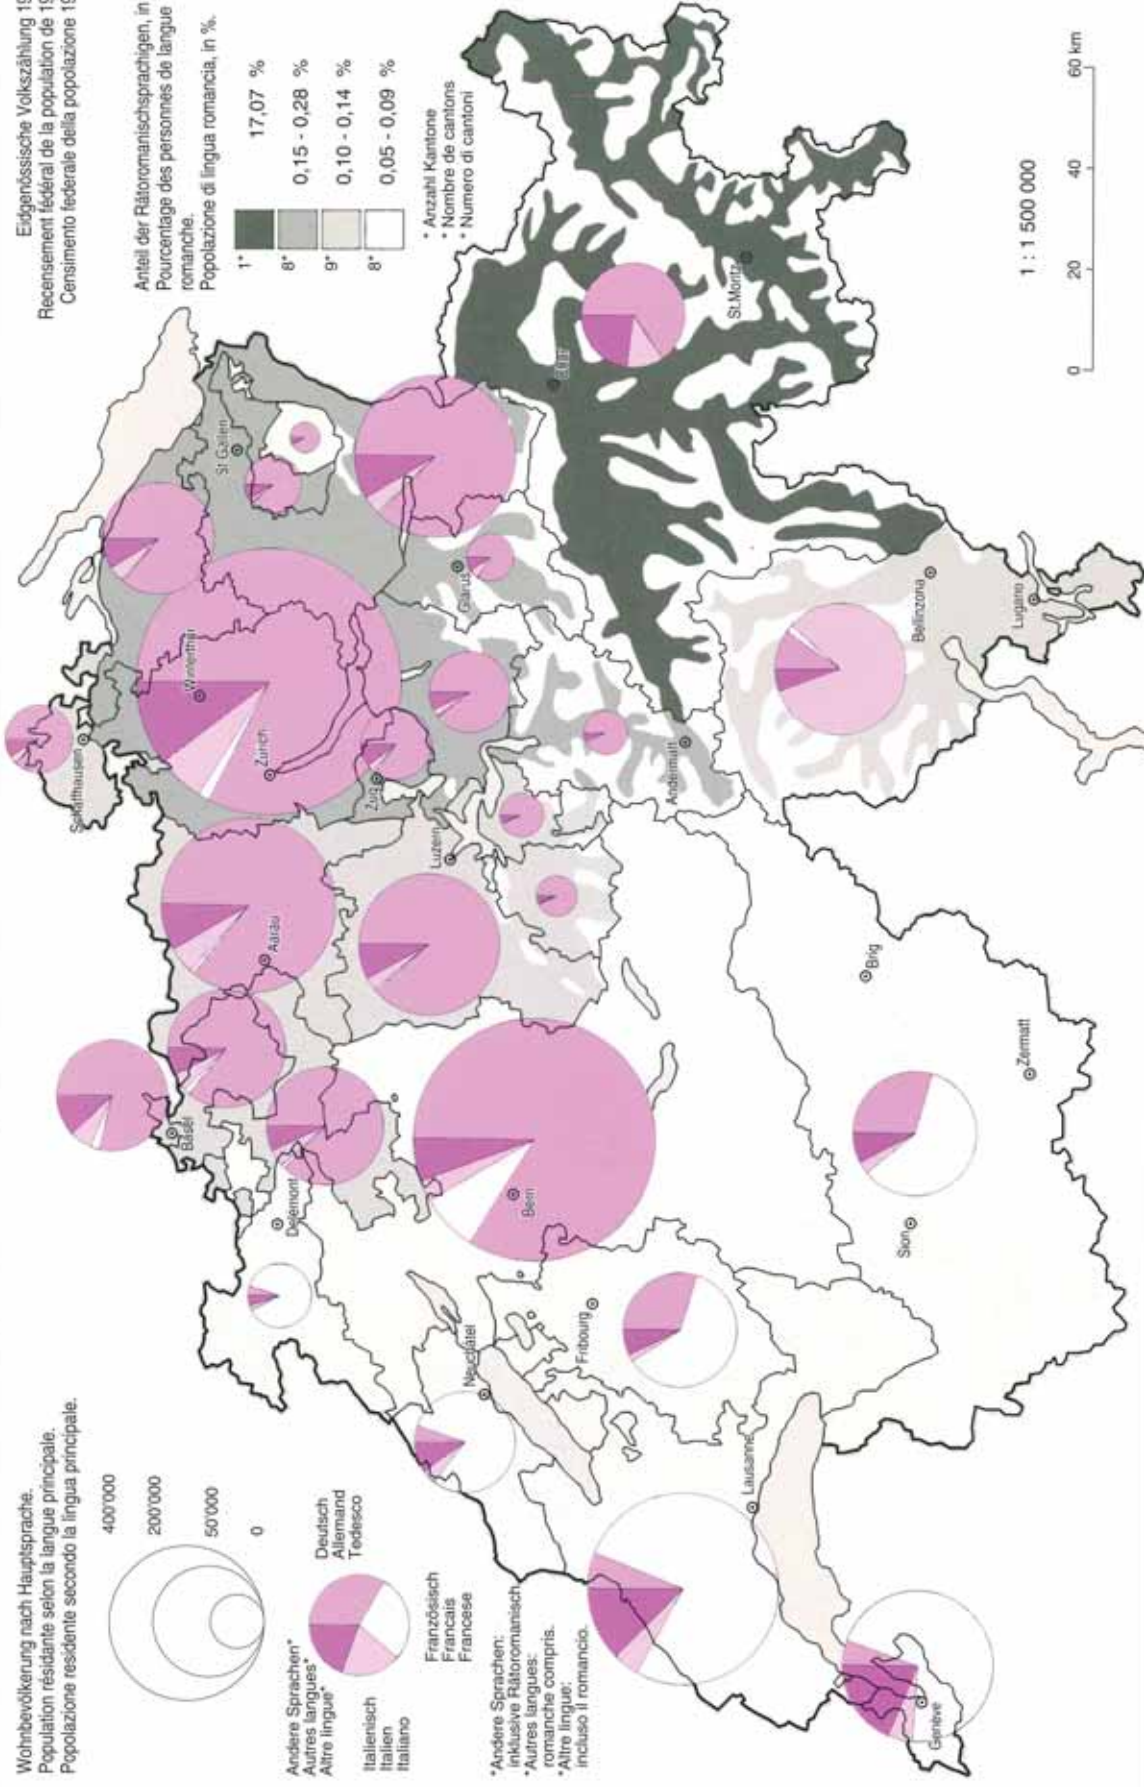 Wohnbevölkerung nach Hauptsprache.
Population résidante selon la langue principale.
Popolazione residente secondo la lingua principale.
400'000
200'000
50'000
0
Andere Sprachen*
Autres langues*
Altre lingue*
Deutsch
Allemand
Tedesco
Italienisch
Italien
Italiano
Französisch
Francais
Francese
*Andere Sprachen:
inklusive Rätoromanisch.
*Autres langues:
romanche compris.
*Altre lingue:
incluso il romancio.
Eidgenössische Volkszählung 19
Recensement fédéral de la population de 19
Censimento federale della popolazione 19
Anteil der Rätoromanischsprachigen, in
Pourcentage des personnes de langue
romanche.
Popolazione di lingua romancia, in %.
1* 17,07 %
8* 0,15 - 0,28 %
9* 0,10 - 0,14 %
8* 0,05 - 0,09 %
* Anzahl Kantone
* Nombre de cantons
* Numero di cantoni
Schaffhausen
Winterthur
St Gallen
Basel
Aarau
Zürich
Delémont
Zug
Luzern
Glarus
Neuchâtel
Bern
Chur
Fribourg
Andermatt
St.Moritz
Lausanne
Brig
Sion
Bellinzona
Genève
Zermatt
Lugano
1 : 1 500 000
0 20 40 60 km